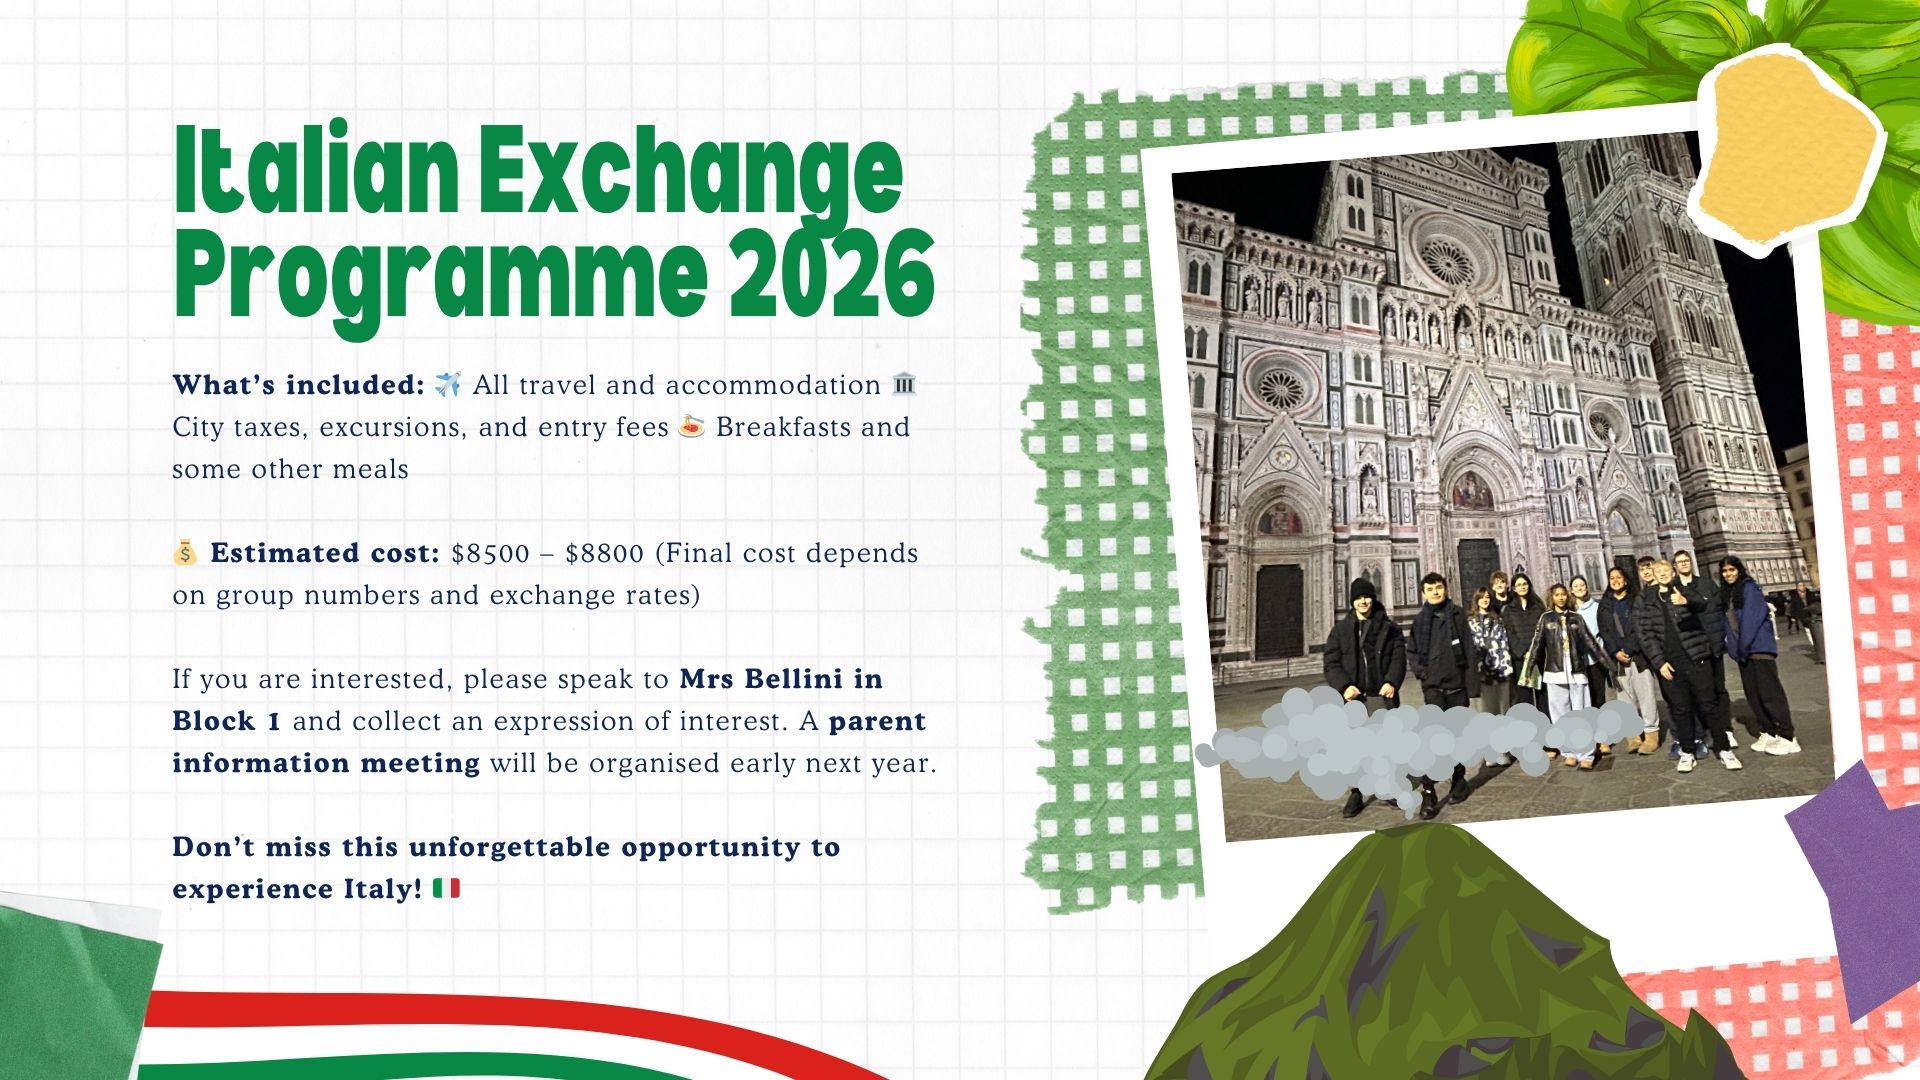 Italian Exchange
Programme 2026
What's included: ✈️ All travel and accommodation 🏛️
City taxes, excursions, and entry fees 🍝 Breakfasts and
some other meals
💰 Estimated cost: $8500 – $8800 (Final cost depends
on group numbers and exchange rates)
If you are interested, please speak to Mrs Bellini in
Block 1 and collect an expression of interest. A parent
information meeting will be organised early next year.
Don't miss this unforgettable opportunity to
experience Italy! 🇮🇹